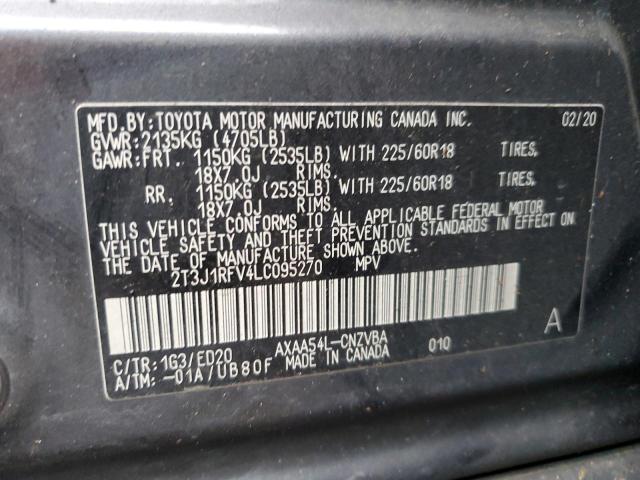 MFD.BY:TOYOTA MOTOR MANUFACTURING CANADA INC. 02/20
GVWR:2135KG (4705LB)
GAWR:FRT. 1150KG (2535LB) WITH 225/60R18 TIRES,
18X7.0J RIMS.
RR. 1150KG (2535LB) WITH 225/60R18 TIRES,
18X7.0J RIMS.
THIS VEHICLE CONFORMS TO ALL APPLICABLE FEDERAL MOTOR
VEHICLE SAFETY AND THEFT PREVENTION STANDARDS IN EFFECT ON
THE DATE OF MANUFACTURE SHOWN ABOVE.
2T3J1RFV4LC095270 MPV
C/TR:1G3/ED20 AXAA54L-CNZVBA 010 A
A/TM:-01A/UB80F MADE IN CANADA